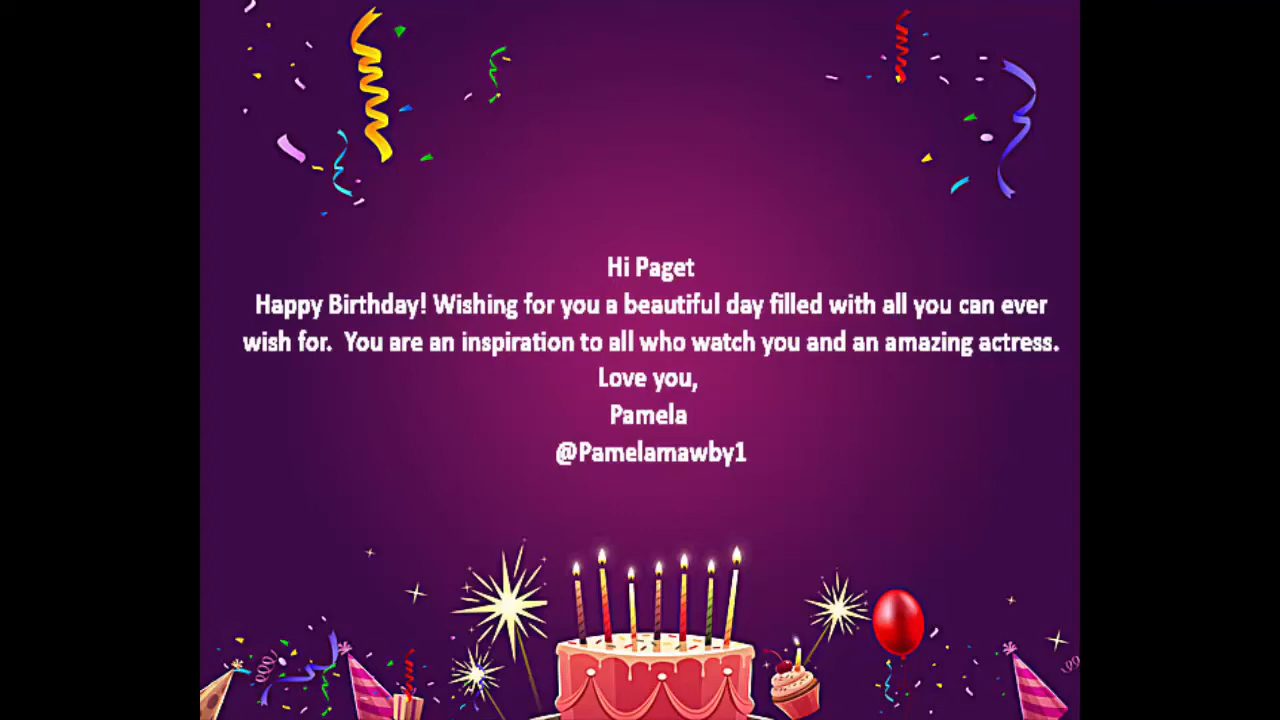 Hi Paget
Happy Birthday! Wishing for you a beautiful day filled with all you can ever
wish for.  You are an inspiration to all who watch you and an amazing actress.
Love you,
Pamela
@Pamelamawby1